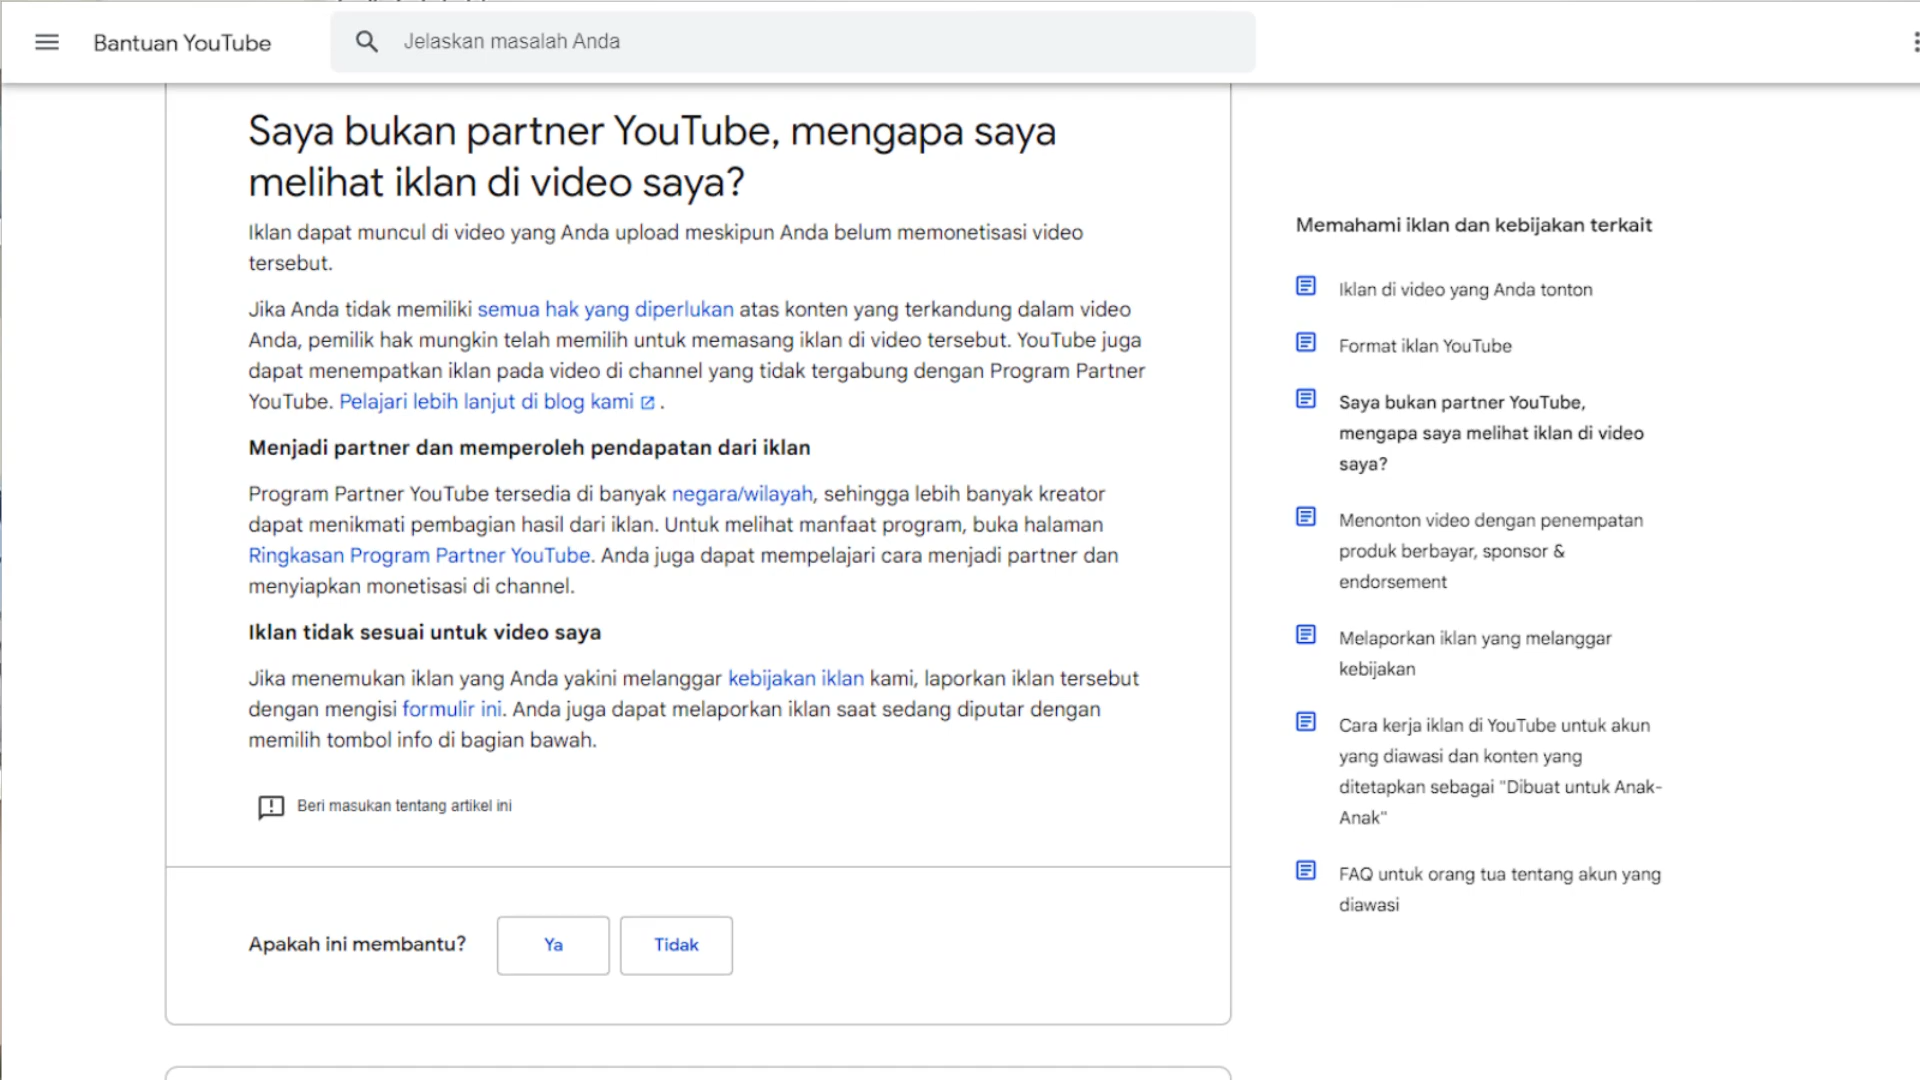 Bantuan YouTube
Jelaskan masalah Anda
Saya bukan partner YouTube, mengapa saya
melihat iklan di video saya?
Iklan dapat muncul di video yang Anda upload meskipun Anda belum memonetisasi video
tersebut.
Jika Anda tidak memiliki semua hak yang diperlukan atas konten yang terkandung dalam video
Anda, pemilik hak mungkin telah memilih untuk memasang iklan di video tersebut. YouTube juga
dapat menempatkan iklan pada video di channel yang tidak tergabung dengan Program Partner
YouTube. Pelajari lebih lanjut di blog kami .
Menjadi partner dan memperoleh pendapatan dari iklan
Program Partner YouTube tersedia di banyak negara/wilayah, sehingga lebih banyak kreator
dapat menikmati pembagian hasil dari iklan. Untuk melihat manfaat program, buka halaman
Ringkasan Program Partner YouTube. Anda juga dapat mempelajari cara menjadi partner dan
menyiapkan monetisasi di channel.
Iklan tidak sesuai untuk video saya
Jika menemukan iklan yang Anda yakini melanggar kebijakan iklan kami, laporkan iklan tersebut
dengan mengisi formulir ini. Anda juga dapat melaporkan iklan saat sedang diputar dengan
memilih tombol info di bagian bawah.
Beri masukan tentang artikel ini
Apakah ini membantu?
Ya
Tidak
Memahami iklan dan kebijakan terkait
Iklan di video yang Anda tonton
Format iklan YouTube
Saya bukan partner YouTube,
mengapa saya melihat iklan di video
saya?
Menonton video dengan penempatan
produk berbayar, sponsor &
endorsement
Melaporkan iklan yang melanggar
kebijakan
Cara kerja iklan di YouTube untuk akun
yang diawasi dan konten yang
ditetapkan sebagai "Dibuat untuk Anak-
Anak"
FAQ untuk orang tua tentang akun yang
diawasi